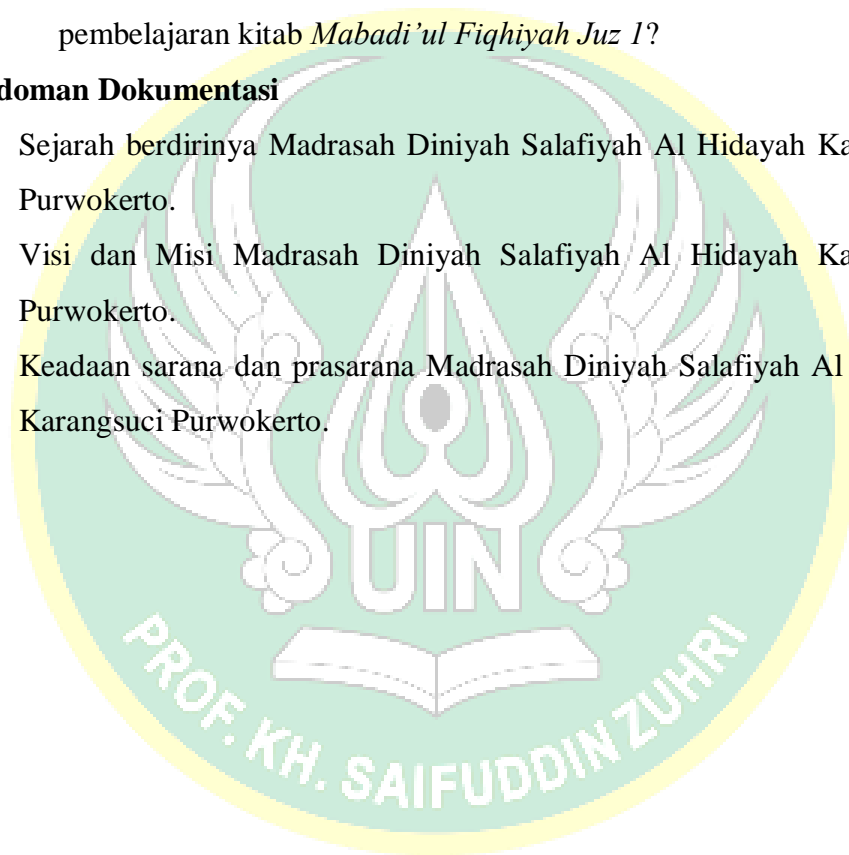 pembelajaran kitab Mabadi’ul Fiqhiyah Juz 1?
doman Dokumentasi
Sejarah berdirinya Madrasah Diniyah Salafiyah Al Hidayah Ka
Purwokerto.
Visi dan Misi Madrasah Diniyah Salafiyah Al Hidayah Ka
Purwokerto.
Keadaan sarana dan prasarana Madrasah Diniyah Salafiyah Al
Karangsuci Purwokerto.
UIN
PROF. KH. SAIFUDDIN ZUHRI